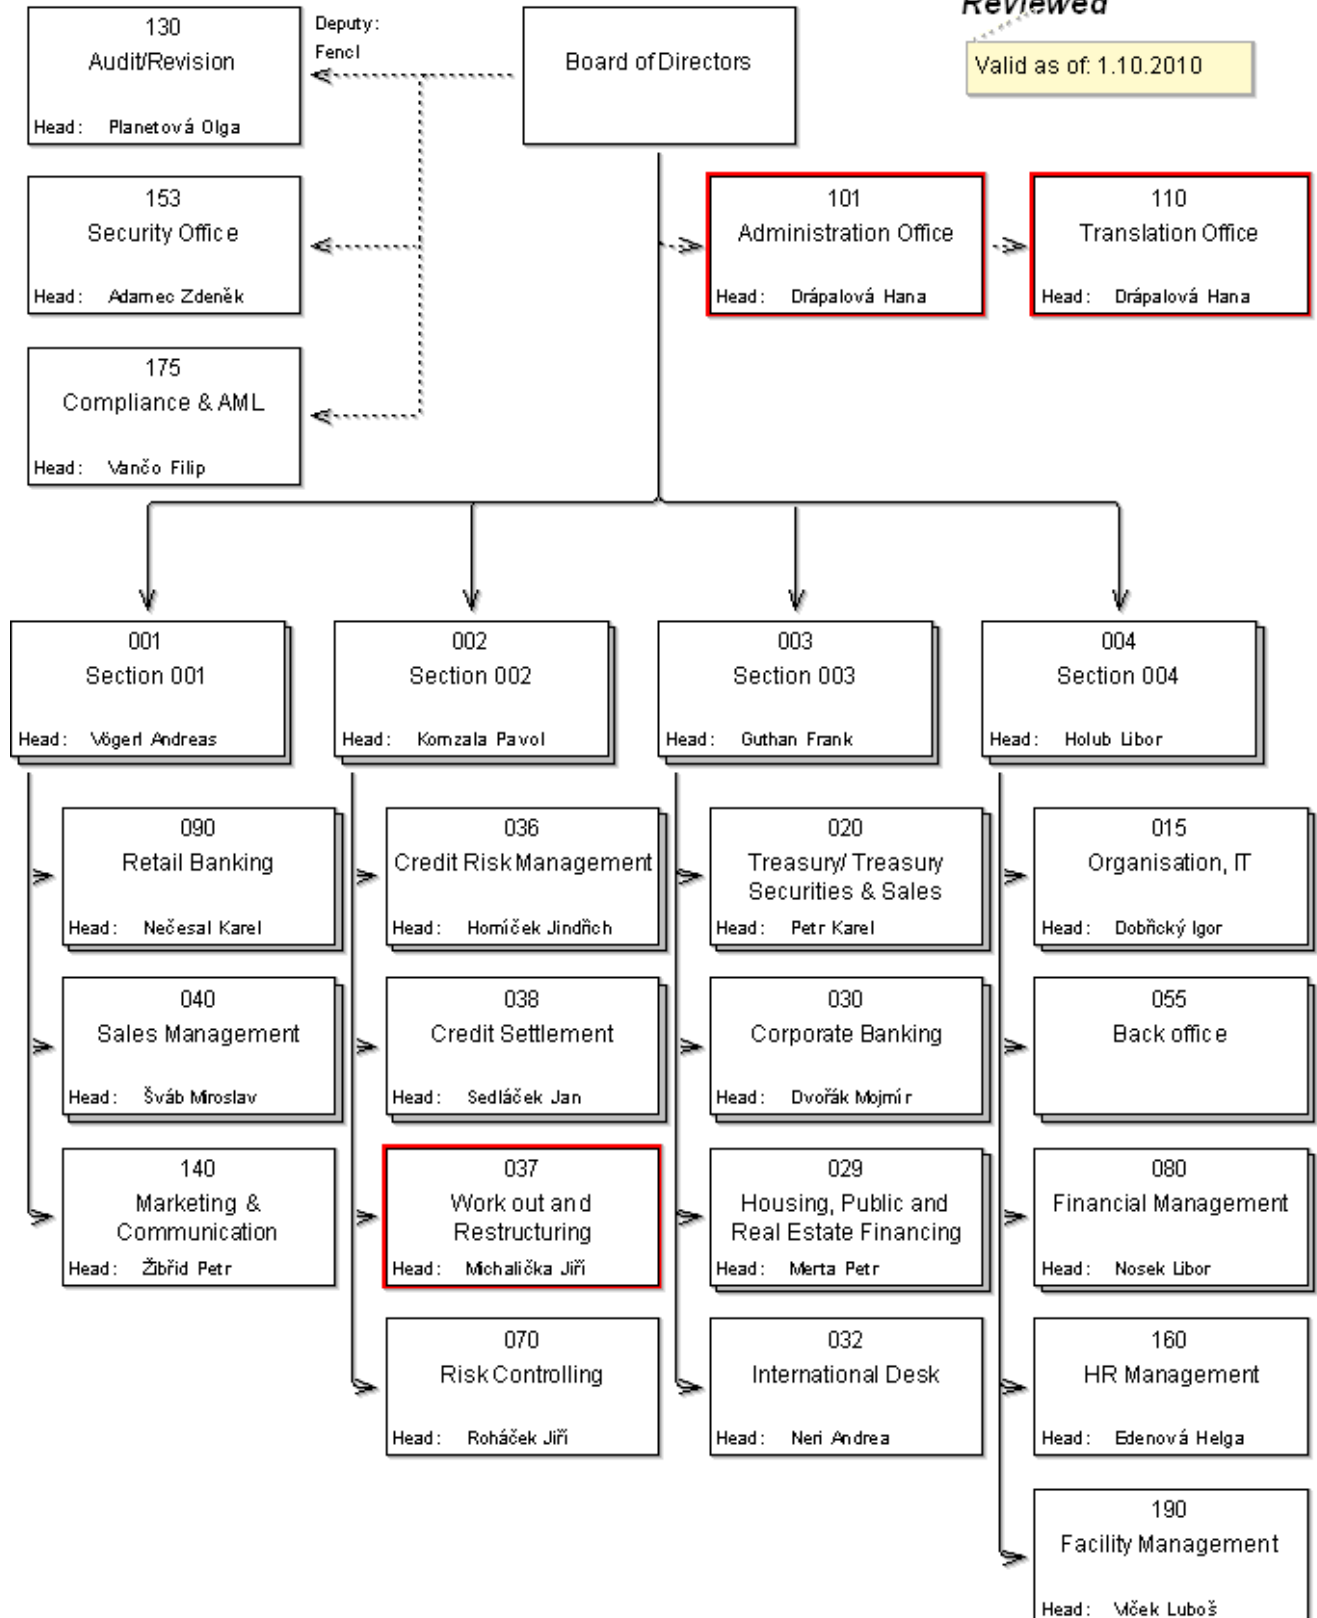 Reviewed
Valid as of: 1.10.2010
130
Audit/Revision
Head: Planetová Olga
Deputy:
Fencl
Board of Directors
153
Security Office
Head: Adamec Zdeněk
101
Administration Office
Head: Drápalová Hana
110
Translation Office
Head: Drápalová Hana
175
Compliance & AML
Head: Vančo Filip
001
Section 001
Head: Vögerl Andreas
002
Section 002
Head: Komzala Pavol
003
Section 003
Head: Guthan Frank
004
Section 004
Head: Holub Libor
090
Retail Banking
Head: Nečesal Karel
036
Credit Risk Management
Head: Horníček Jindřich
020
Treasury/ Treasury
Securities & Sales
Head: Petr Karel
015
Organisation, IT
Head: Dobřický Igor
040
Sales Management
Head: Šváb Miroslav
038
Credit Settlement
Head: Sedláček Jan
030
Corporate Banking
Head: Dvořák Mojmír
055
Back office
140
Marketing &
Communication
Head: Žibřid Petr
037
Work out and
Restructuring
Head: Michalička Jiří
029
Housing, Public and
Real Estate Financing
Head: Merta Petr
080
Financial Management
Head: Nosek Libor
070
Risk Controlling
Head: Roháček Jiří
032
International Desk
Head: Neri Andrea
160
HR Management
Head: Edenová Helga
190
Facility Management
Head: Vlček Luboš